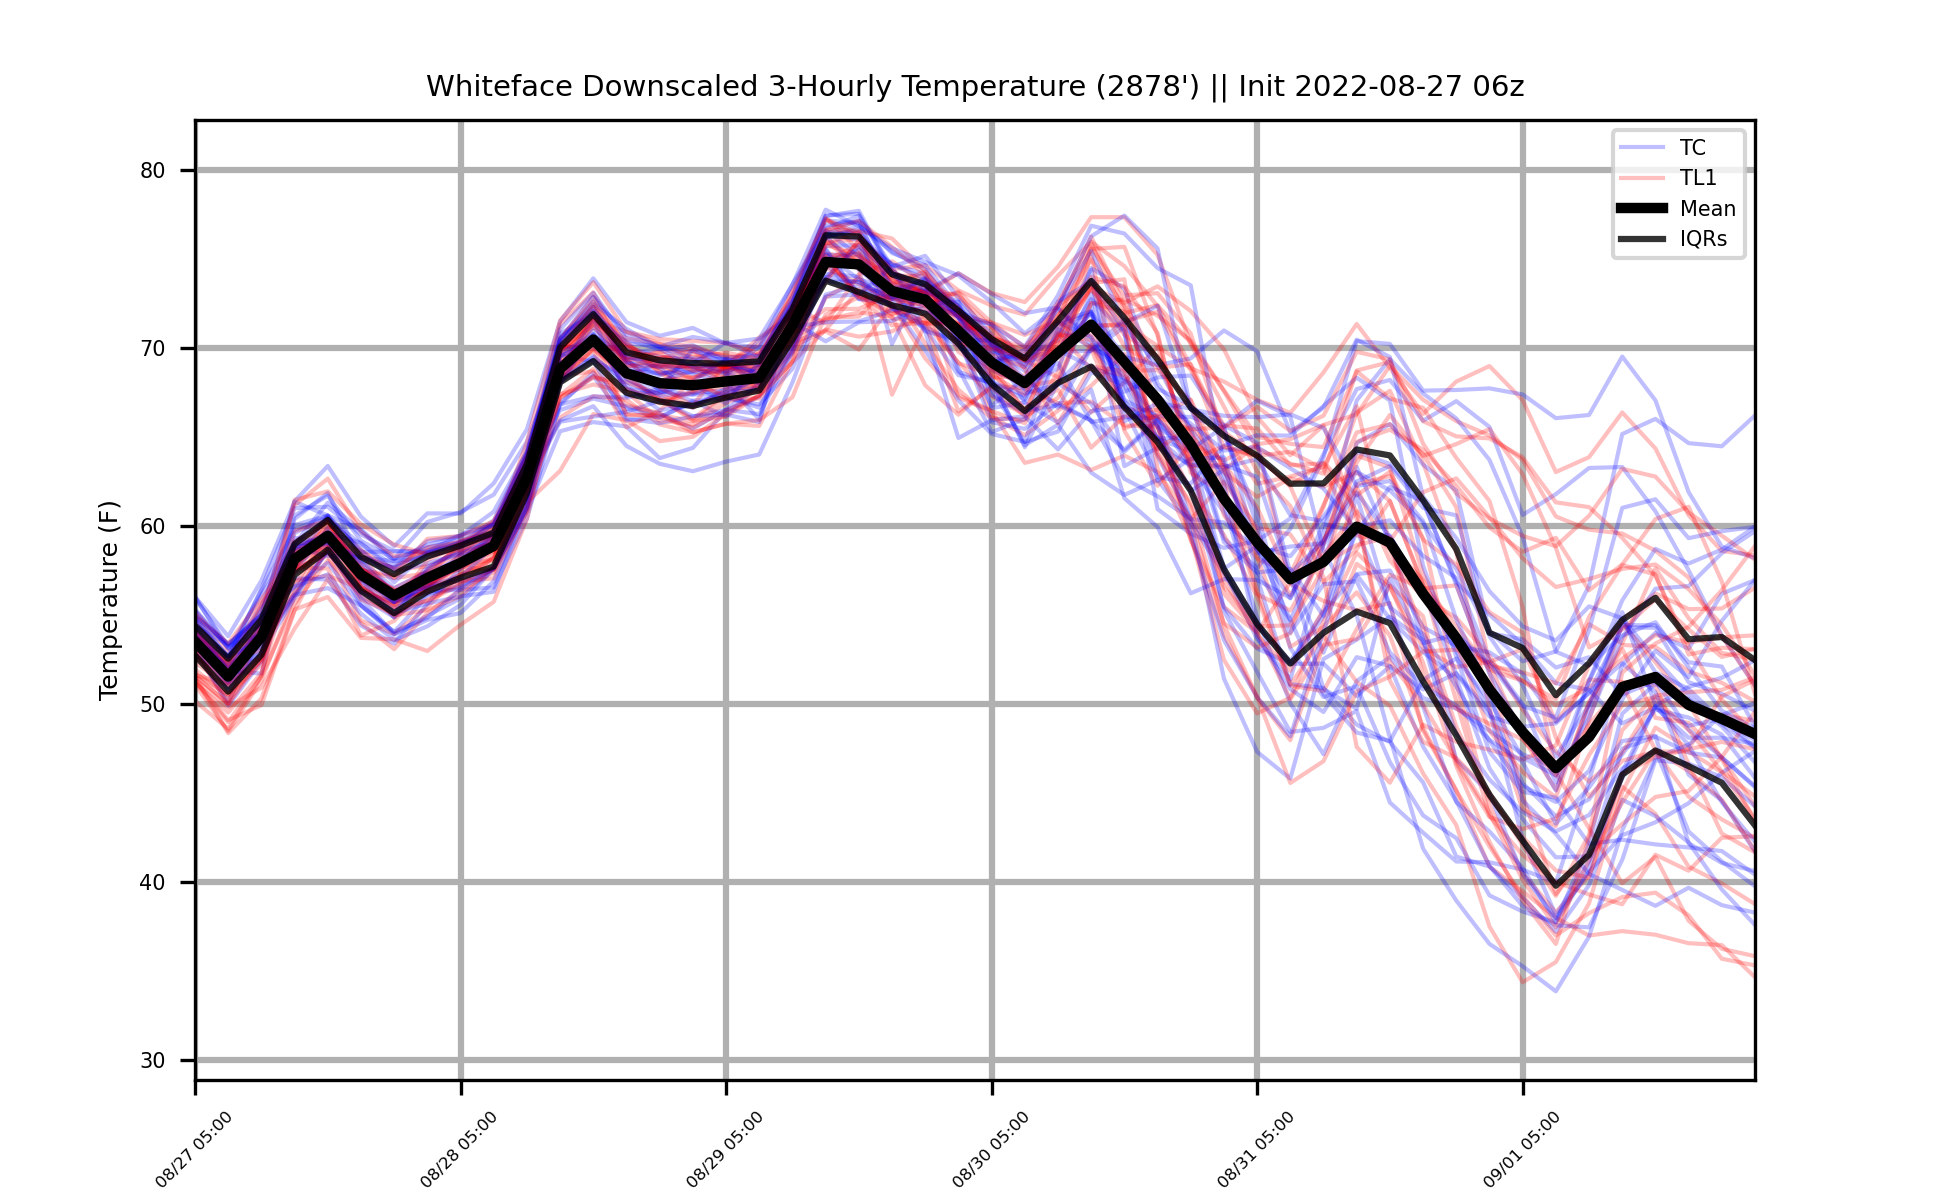 Whiteface Downscaled 3-Hourly Temperature (2878') || Init 2022-08-27 06z
TC
TL1
Mean
IQRs
Temperature (F)
80
70
60
50
40
30
08/27 05:00
08/28 05:00
08/29 05:00
08/30 05:00
08/31 05:00
09/01 05:00